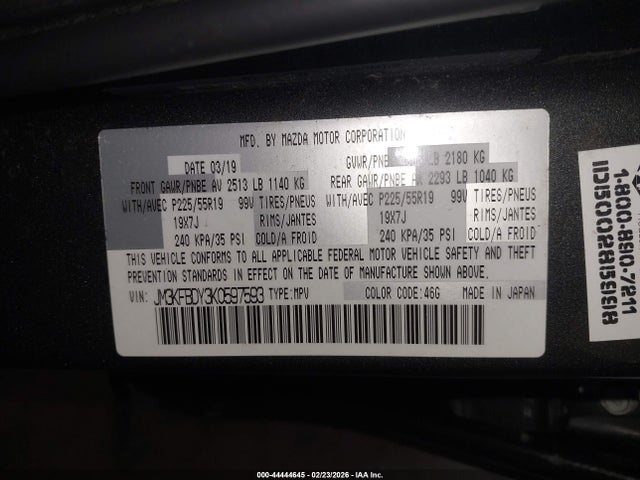 MFD. BY MAZDA MOTOR CORPORATION
DATE 03/19 GVWR/PNBE LB 2180 KG
FRONT GAWR/PNBE AV 2513 LB 1140 KG REAR GAWR/PNBE AR 2293 LB 1040 KG
WITH/AVEC P225/55R19 99V TIRES/PNEUS WITH/AVEC P225/55R19 99V TIRES/PNEUS
19X7J RIMS/JANTES 19X7J RIMS/JANTES
240 KPA/35 PSI COLD/A FROID 240 KPA/35 PSI COLD/A FROID
THIS VEHICLE CONFORMS TO ALL APPLICABLE FEDERAL MOTOR VEHICLE SAFETY AND THEFT
PREVENTION STANDARDS IN EFFECT ON THE DATE OF MANUFACTURE SHOWN ABOVE.
VIN: JM3KFBDY3K0597593 TYPE:MPV COLOR CODE:46G MADE IN JAPAN
1-800-890-7211
000-44444645 - 02/23/2026 - IAA Inc.